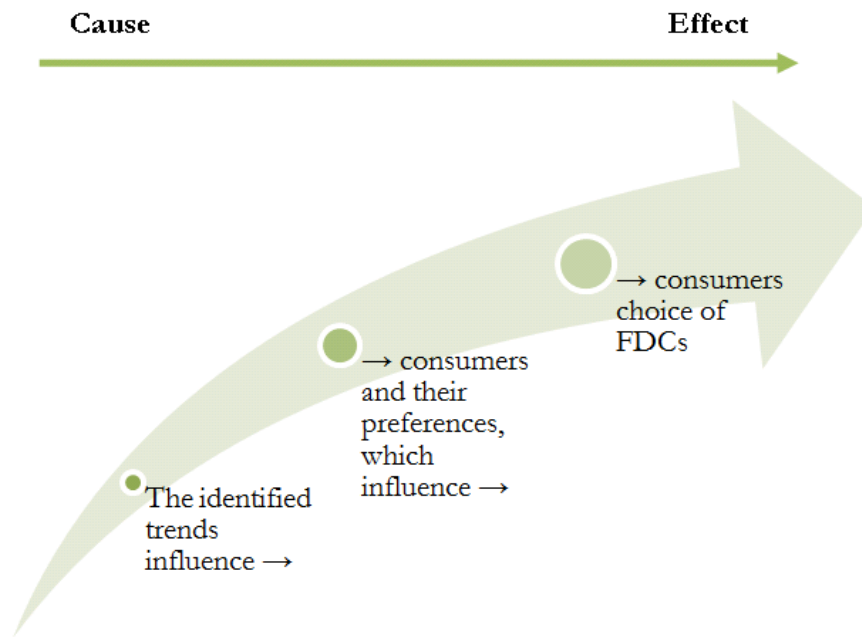 Cause
Effect
The identified
trends
influence →
→ consumers
and their
preferences,
which
influence →
→ consumers
choice of
FDCs